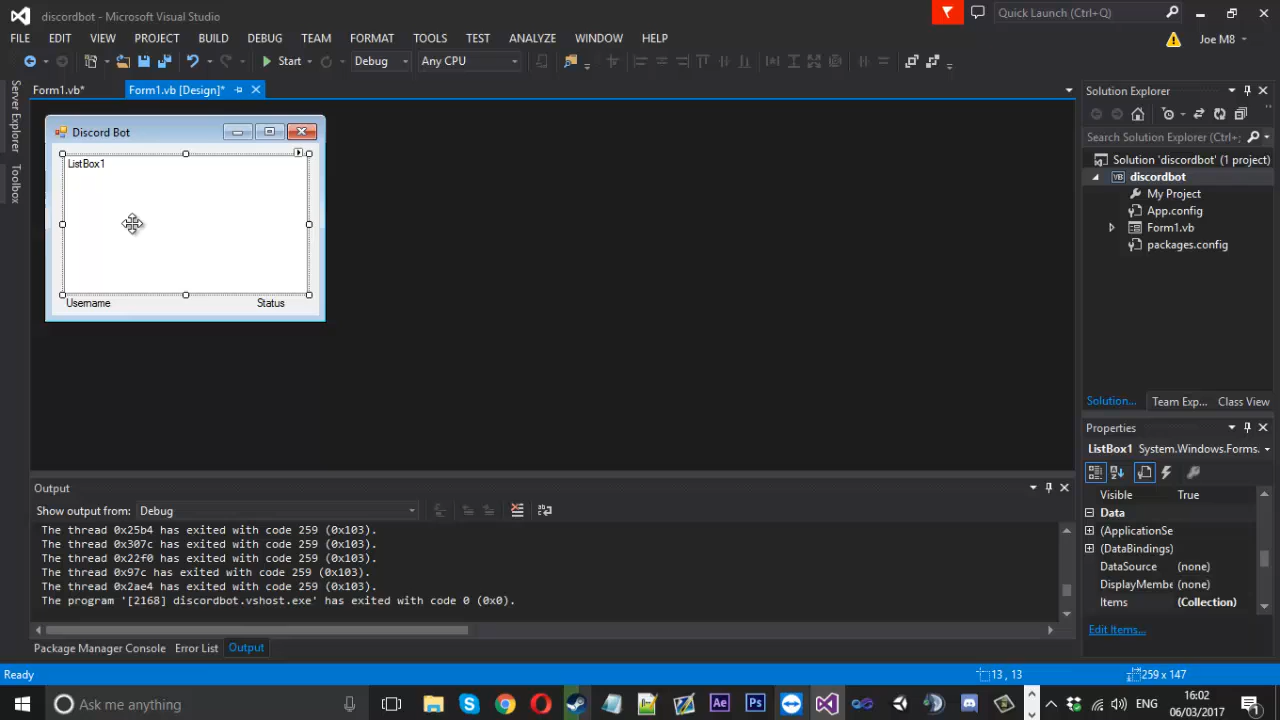 discordbot - Microsoft Visual Studio
Quick Launch (Ctrl+Q)
FILE EDIT VIEW PROJECT BUILD DEBUG TEAM FORMAT TOOLS TEST ANALYZE WINDOW HELP
Joe M8
Start Debug Any CPU
Server Explorer
Toolbox
Form1.vb* Form1.vb [Design]*
Discord Bot
ListBox1
Username Status
Solution Explorer
Search Solution Explorer (Ctrl+;
Solution 'discordbot' (1 project)
VB discordbot
My Project
App.config
Form1.vb
packages.config
Solution... Team Exp... Class View
Properties
ListBox1 System.Windows.Forms.
Visible True
Data
(ApplicationSe
(DataBindings)
DataSource (none)
DisplayMembe (none)
Items (Collection)
Edit Items...
Output
Show output from: Debug
The thread 0x25b4 has exited with code 259 (0x103).
The thread 0x307c has exited with code 259 (0x103).
The thread 0x22f0 has exited with code 259 (0x103).
The thread 0x97c has exited with code 259 (0x103).
The thread 0x2ae4 has exited with code 259 (0x103).
The program '[2168] discordbot.vshost.exe' has exited with code 0 (0x0).
Package Manager Console Error List Output
Ready
13 , 13
259 x 147
Ask me anything
Ae
Ps
ENG
16:02
06/03/2017
1